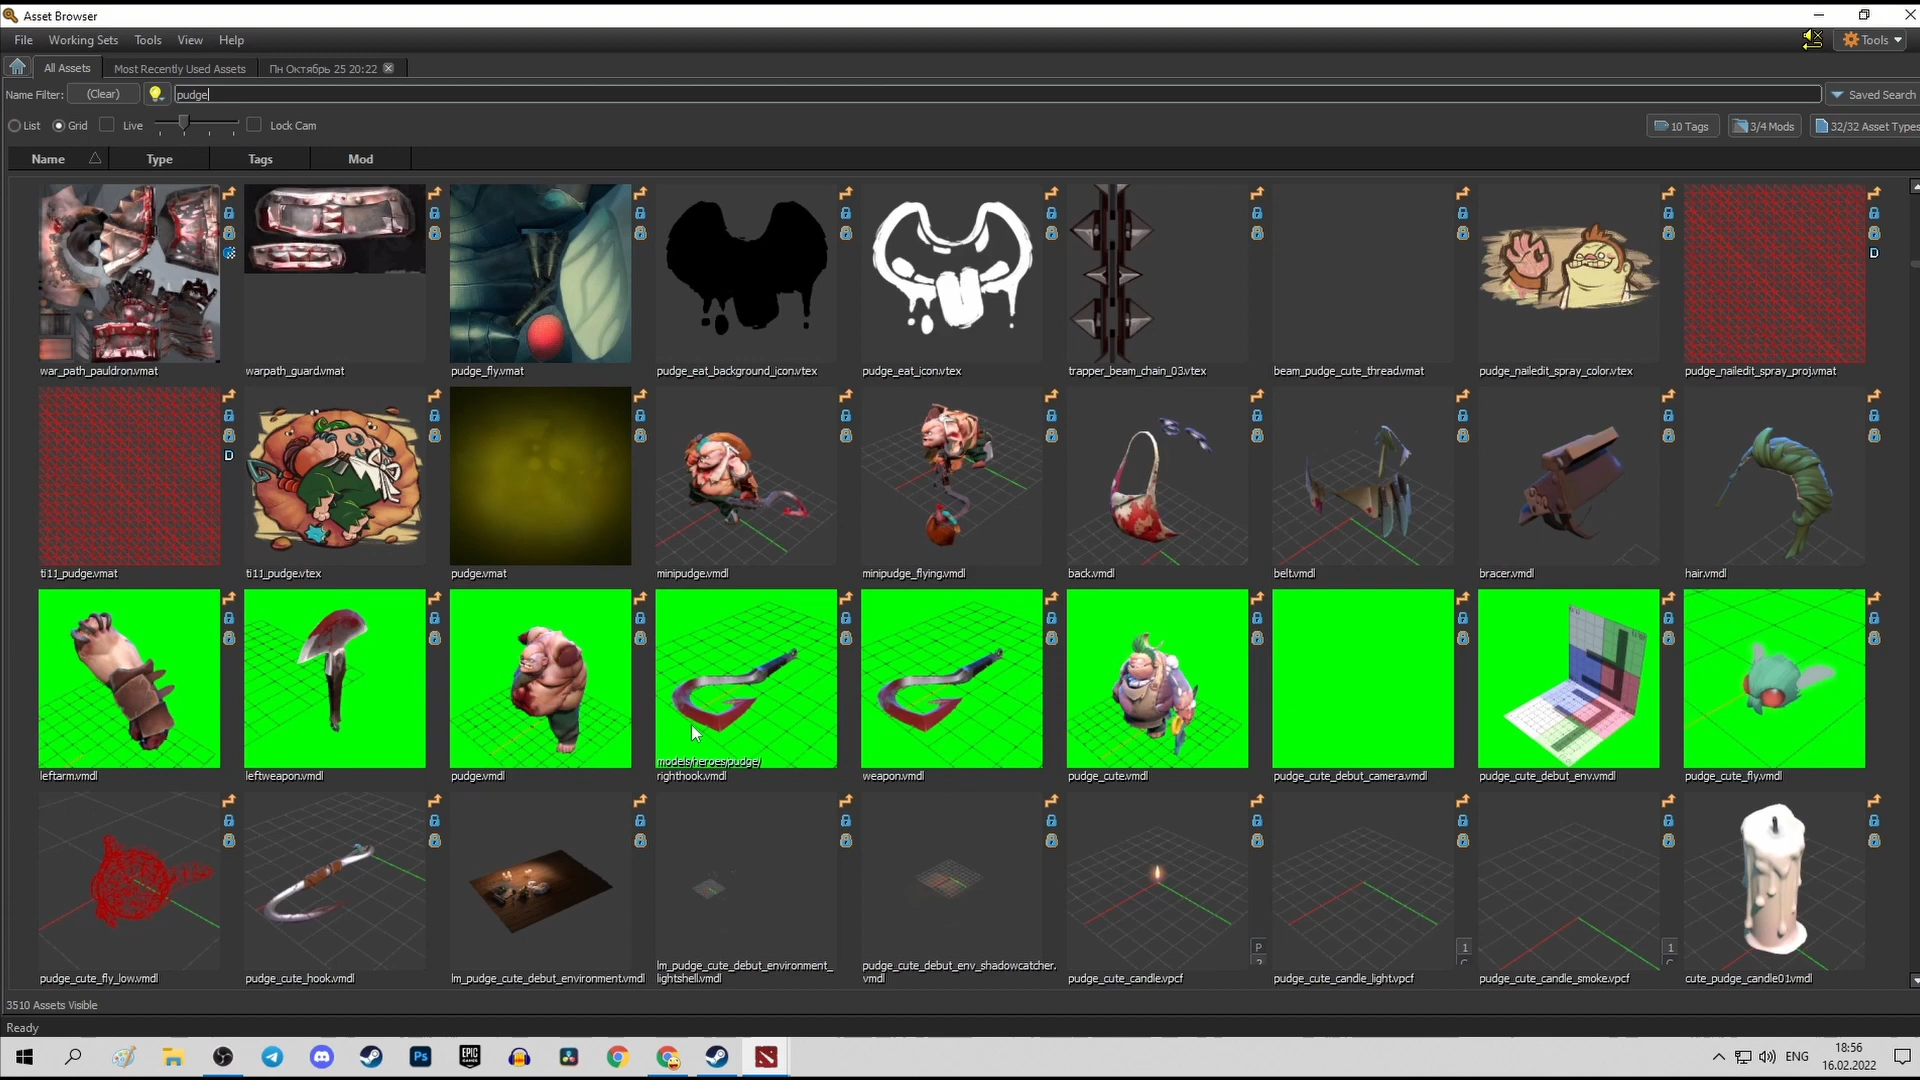 Asset Browser
File Working Sets Tools View Help
Tools
All Assets Most Recently Used Assets Пн Октябрь 25 20:22
Name Filter: (Clear) pudge Saved Search
List Grid Live Lock Cam 10 Tags 3/4 Mods 32/32 Asset Types
Name Type Tags Mod
D
war_path_pauldron.vmat warpath_guard.vmat pudge_fly.vmat pudge_eat_background_icon.vtex pudge_eat_icon.vtex trapper_beam_chain_03.vtex beam_pudge_cute_thread.vmat pudge_nailedit_spray_color.vtex pudge_nailedit_spray_proj.vmat
D
ti11_pudge.vmat ti11_pudge.vtex pudge.vmat minipudge.vmdl minipudge_flying.vmdl back.vmdl belt.vmdl bracer.vmdl hair.vmdl
models/heroes/pudge/
leftarm.vmdl leftweapon.vmdl pudge.vmdl righthook.vmdl weapon.vmdl pudge_cute.vmdl pudge_cute_debut_camera.vmdl pudge_cute_debut_env.vmdl pudge_cute_fly.vmdl
P 1 1
lm_pudge_cute_debut_environment_ pudge_cute_debut_env_shadowcatcher.
pudge_cute_fly_low.vmdl pudge_cute_hook.vmdl lm_pudge_cute_debut_environment.vmdl lightshell.vmdl vmdl pudge_cute_candle.vpcf pudge_cute_candle_light.vpcf pudge_cute_candle_smoke.vpcf cute_pudge_candle01.vmdl
3510 Assets Visible
Ready
Ps EPIC GAMES ENG 18:56
16.02.2022